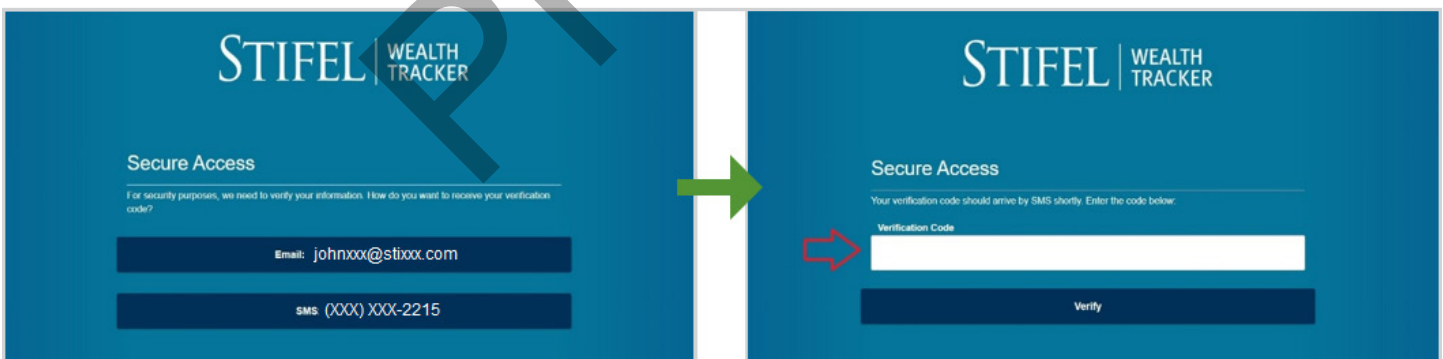 STIFEL | WEALTH TRACKER
Secure Access
For security purposes, we need to verify your information. How do you want to receive your verification
code?
Email: johnxxx@stixxx.com
SMS: (XXX) XXX-2215
STIFEL | WEALTH TRACKER
Secure Access
Your verification code should arrive by SMS shortly. Enter the code below:
Verification Code
Verify